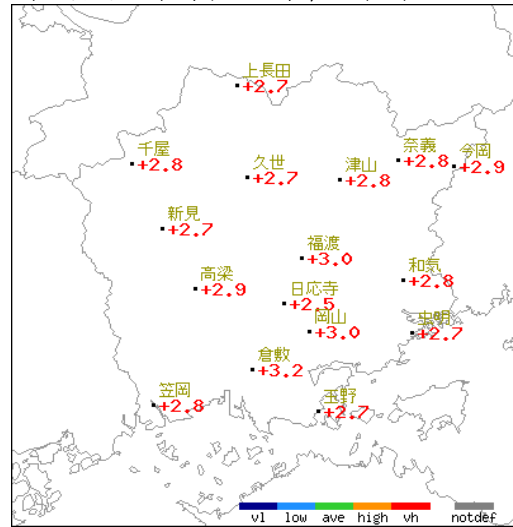 上長田
+2.7
千屋
+2.8
久世
+2.7
津山
+2.8
奈義
+2.8
今岡
+2.9
新見
+2.7
福渡
+3.0
和気
+2.8
高梁
+2.9
日応寺
+2.5
岡山
+3.0
虫明
+2.7
倉敷
+3.2
笠岡
+2.8
玉野
+2.7
vl low ave high vh notdef